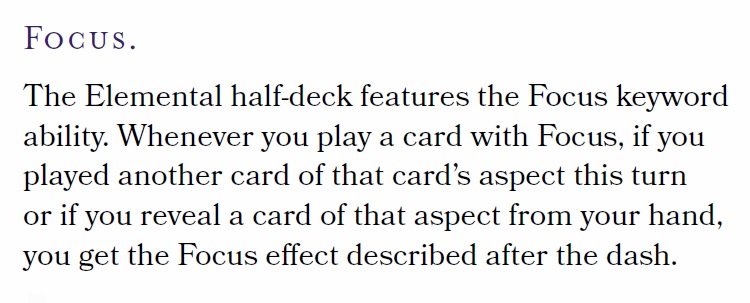 Focus.
The Elemental half-deck features the Focus keyword
ability. Whenever you play a card with Focus, if you
played another card of that card's aspect this turn
or if you reveal a card of that aspect from your hand,
you get the Focus effect described after the dash.